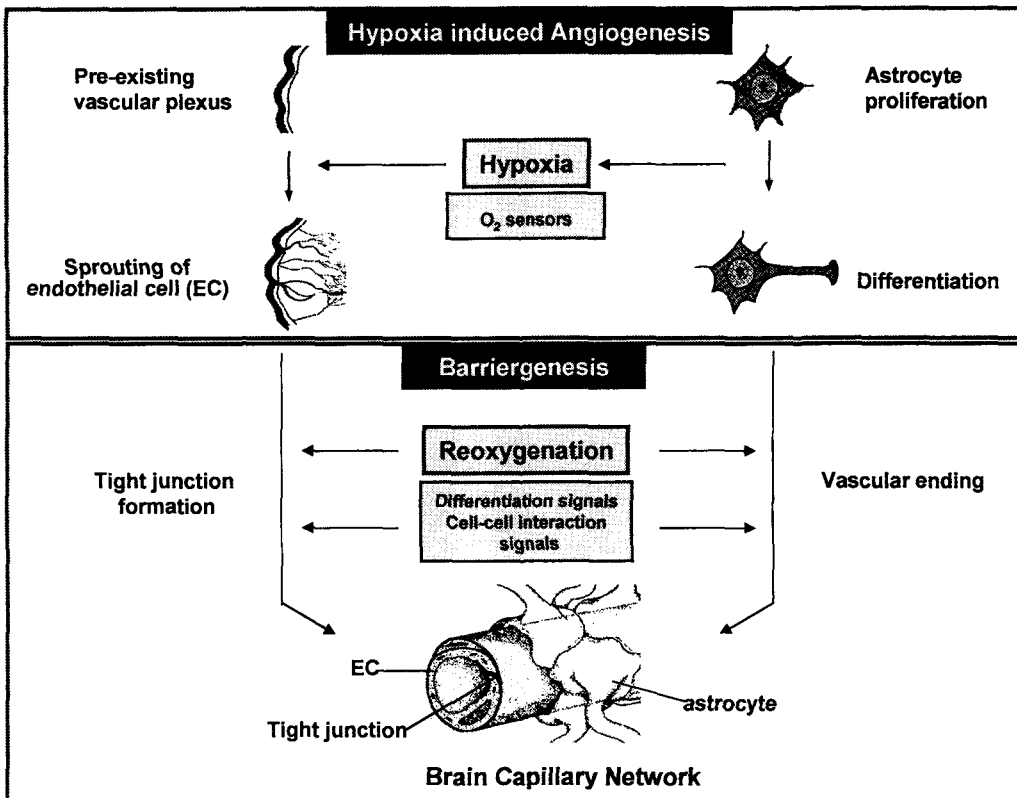 Hypoxia induced Angiogenesis
Pre-existing
vascular plexus
Astrocyte
proliferation
Hypoxia
O₂ sensors
Sprouting of
endothelial cell (EC)
Differentiation
Barriergenesis
Reoxygenation
Tight junction
formation
Differentiation signals
Cell-cell interaction
signals
Vascular ending
EC
Tight junction
astrocyte
Brain Capillary Network